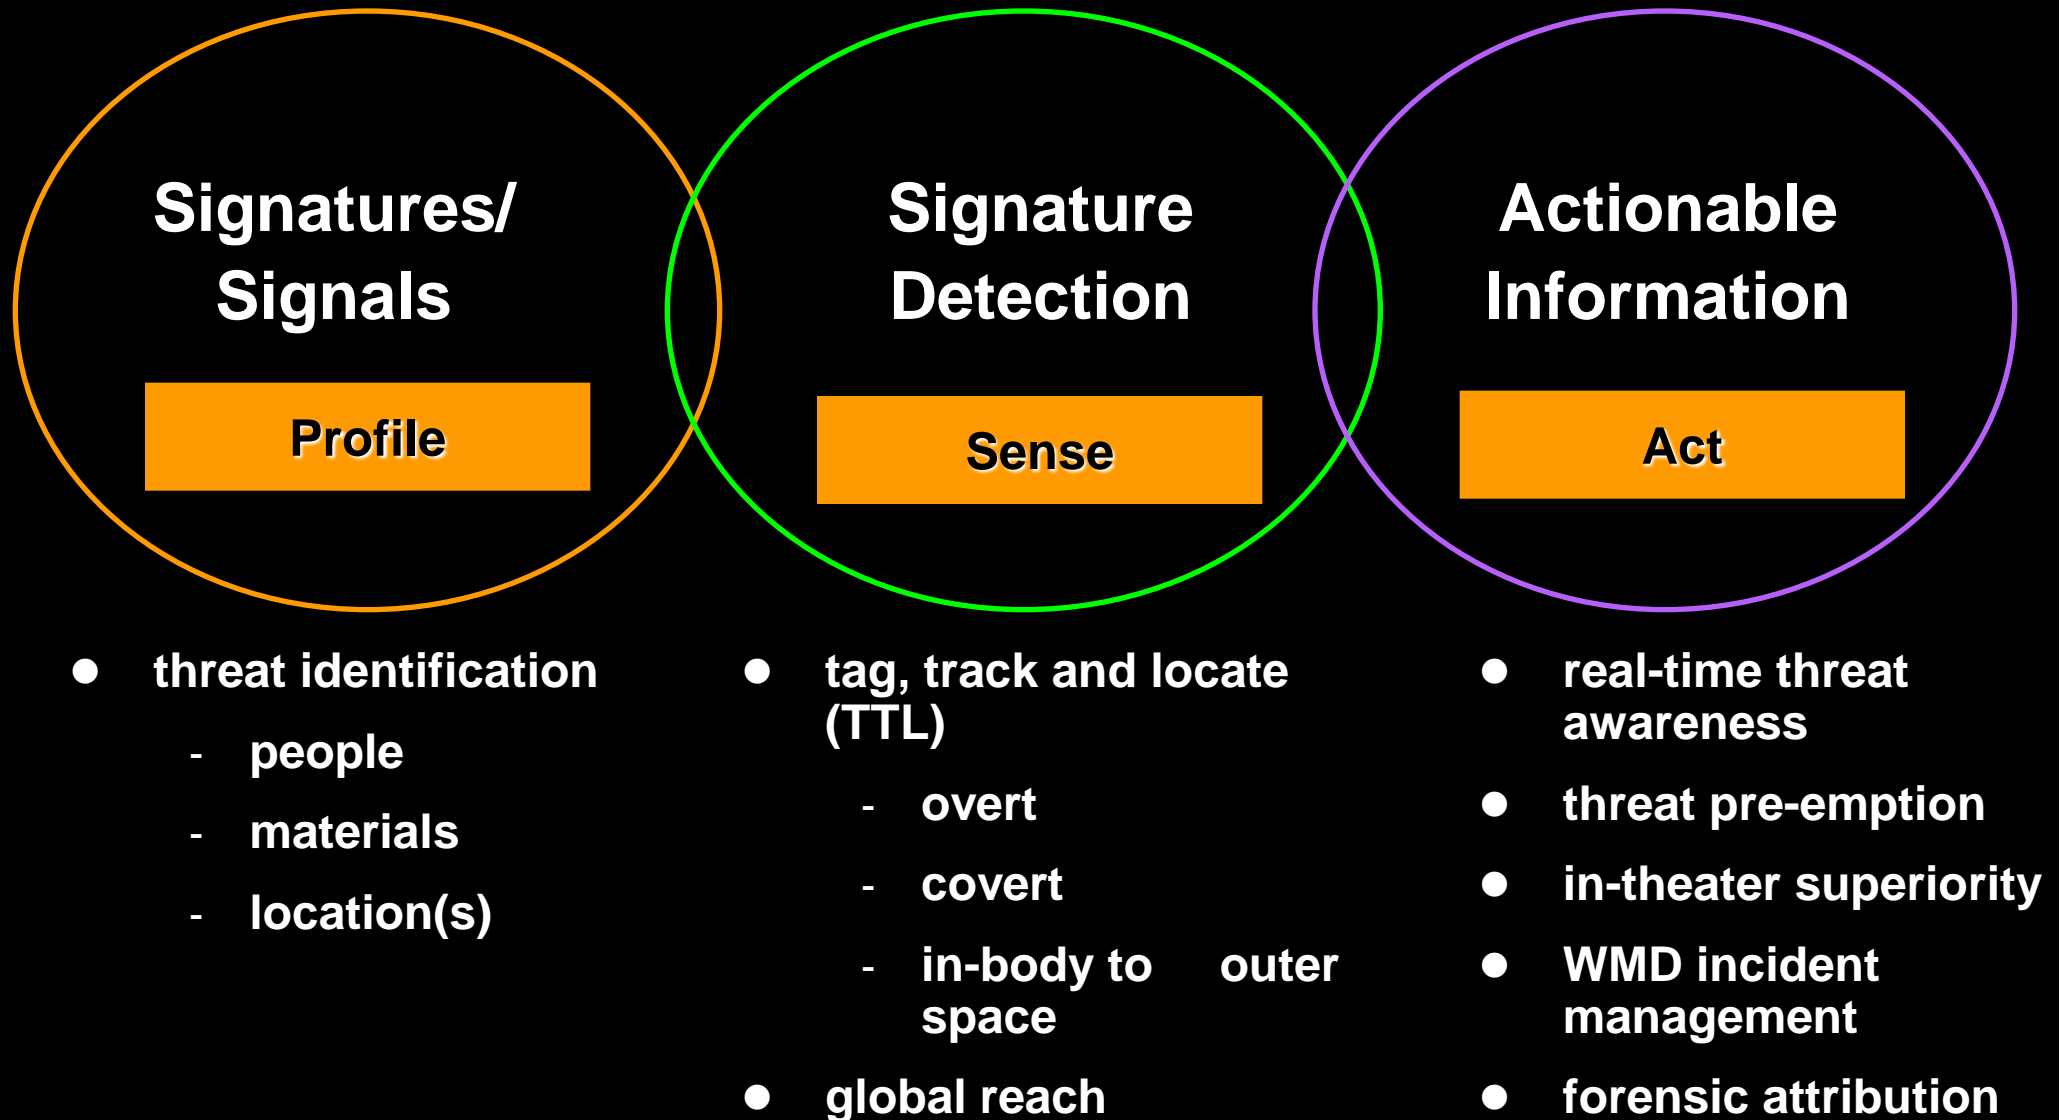 Signatures/
Signals
Profile
Signature
Detection
Sense
Actionable
Information
Act
● threat identification
- people
- materials
- location(s)
● tag, track and locate
(TTL)
- overt
- covert
- in-body to outer
space
● global reach
● real-time threat
awareness
● threat pre-emption
● in-theater superiority
● WMD incident
management
● forensic attribution